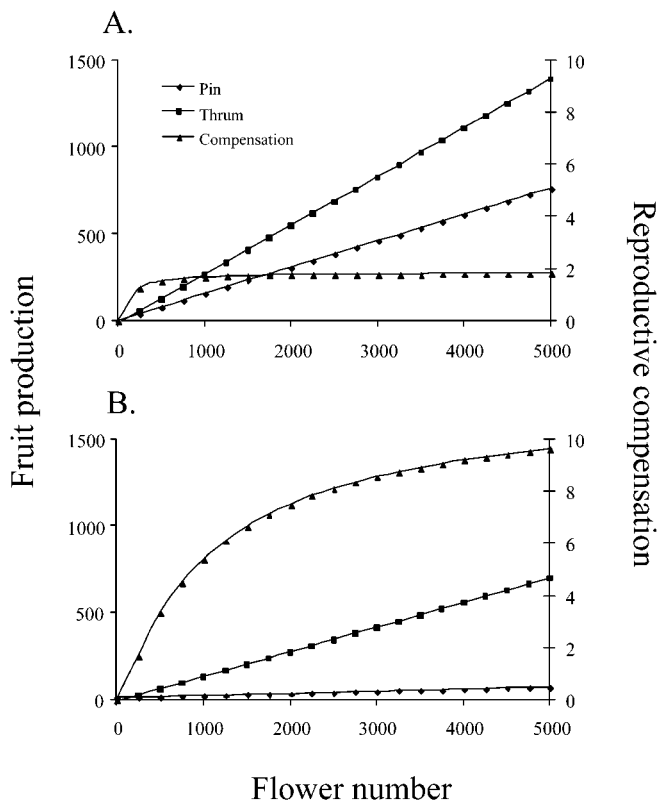 A.
1500
1000
500
0
Pin
Thrum
Compensation
10
8
6
4
2
0
0 1000 2000 3000 4000 5000
B.
1500
1000
500
0
10
8
6
4
2
0
0 1000 2000 3000 4000 5000
Fruit production
Reproductive compensation
Flower number